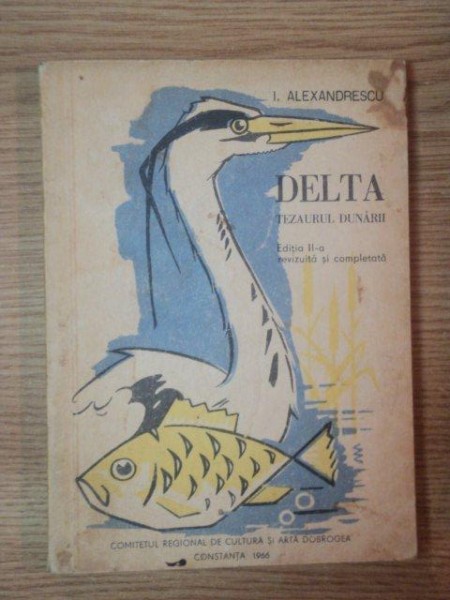 I. ALEXANDRESCU
DELTA
TEZAURUL DUNĂRII
Ediția II-a
revizuită și completată
COMITETUL REGIONAL DE CULTURĂ ȘI ARTĂ DOBROGEA
CONSTANȚA 1966